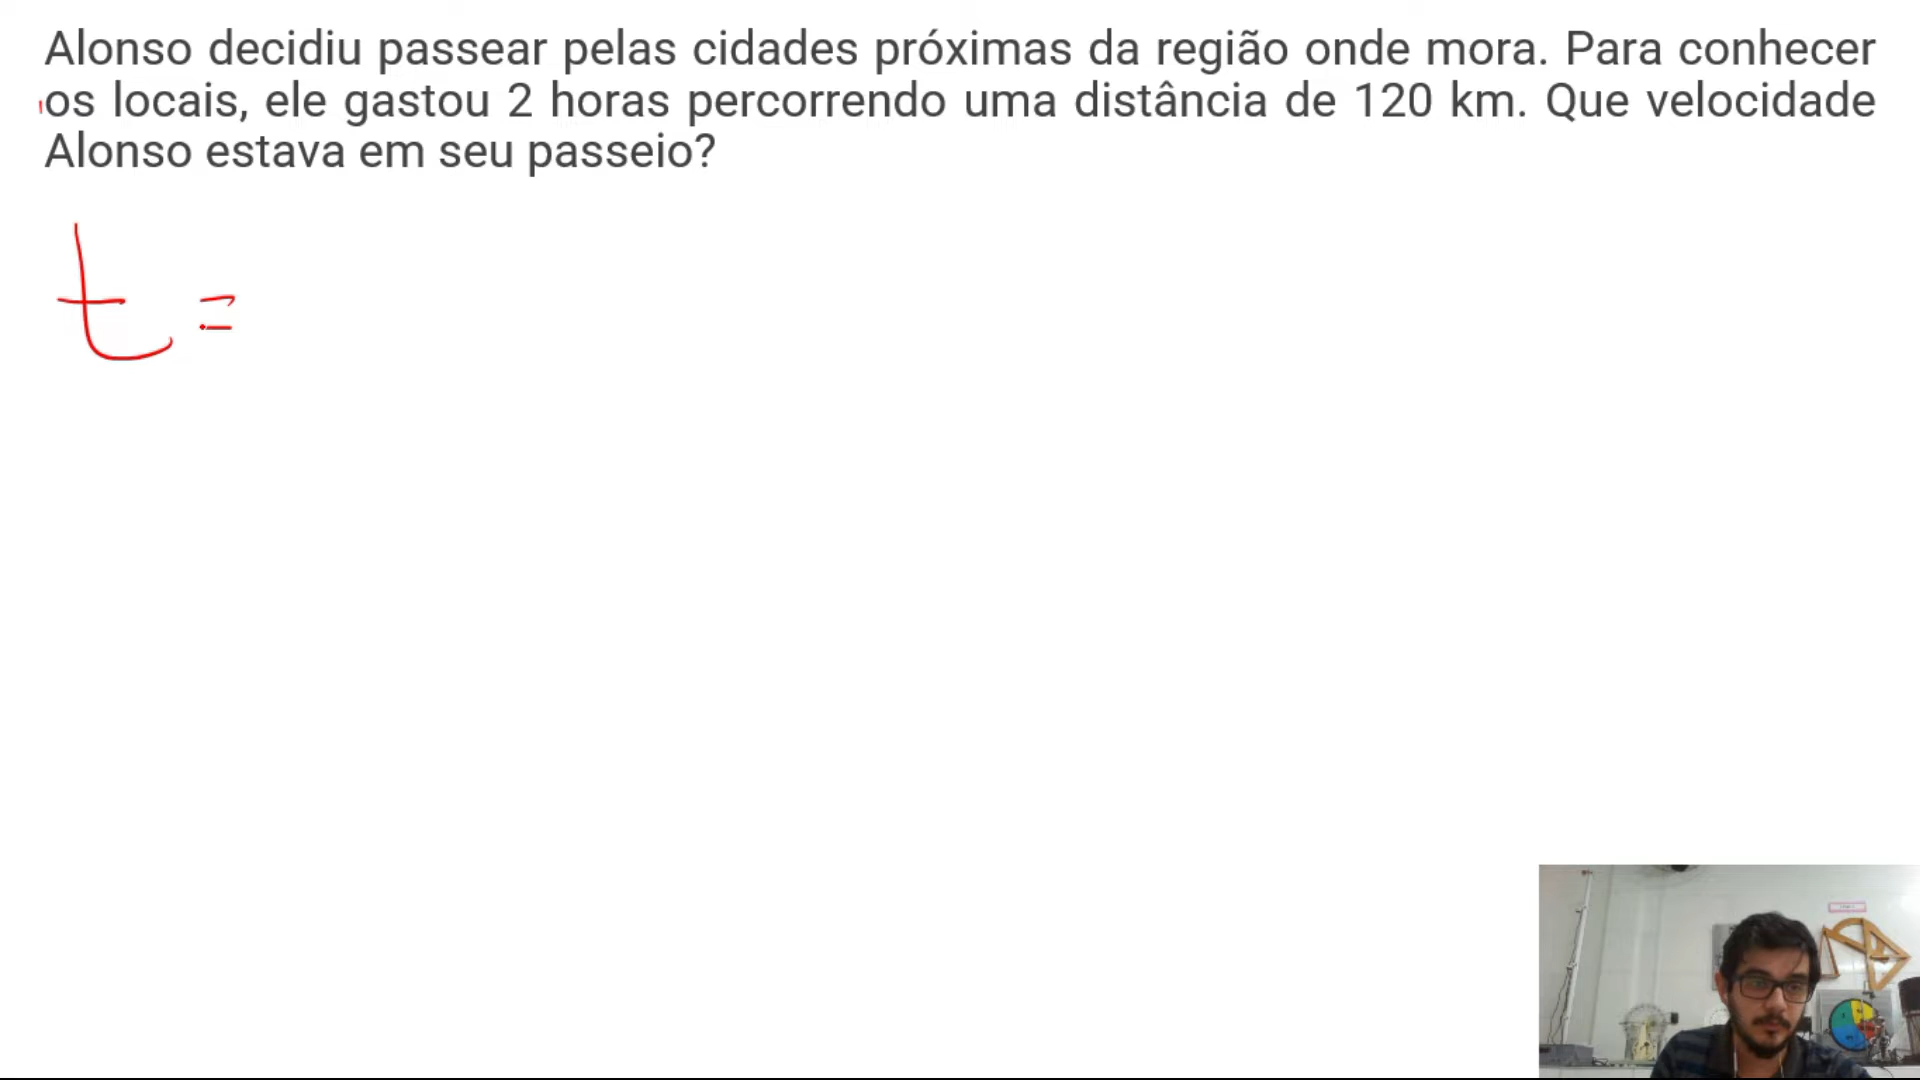 Alonso decidiu passear pelas cidades próximas da região onde mora. Para conhecer
os locais, ele gastou 2 horas percorrendo uma distância de 120 km. Que velocidade
Alonso estava em seu passeio?
t =